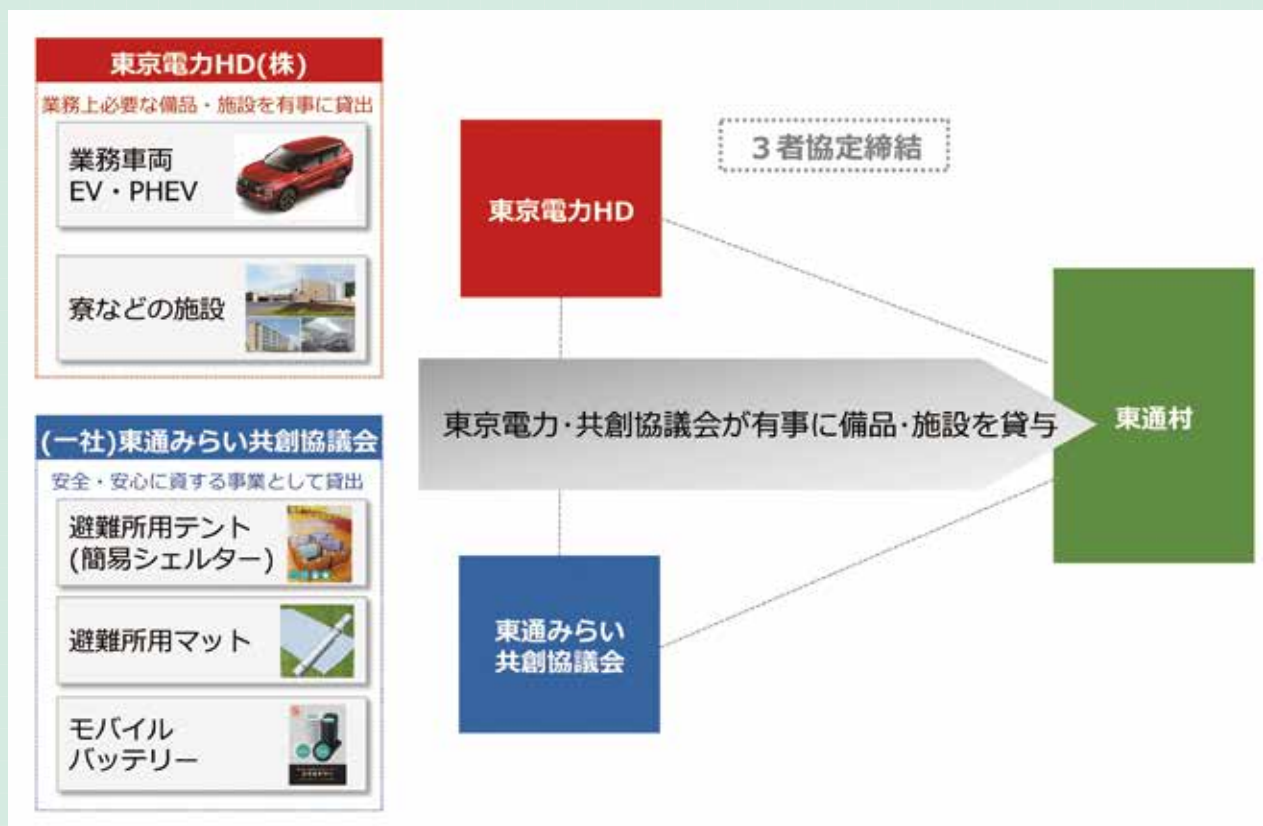 東京電力HD(株)
業務上必要な備品・施設を有事に貸出
業務車両
EV・PHEV
寮などの施設
(一社)東通みらい共創協議会
安全・安心に資する事業として貸出
避難所用テント
(簡易シェルター)
避難所用マット
モバイル
バッテリー
3者協定締結
東京電力HD
東京電力・共創協議会が有事に備品・施設を貸与
東通村
東通みらい
共創協議会